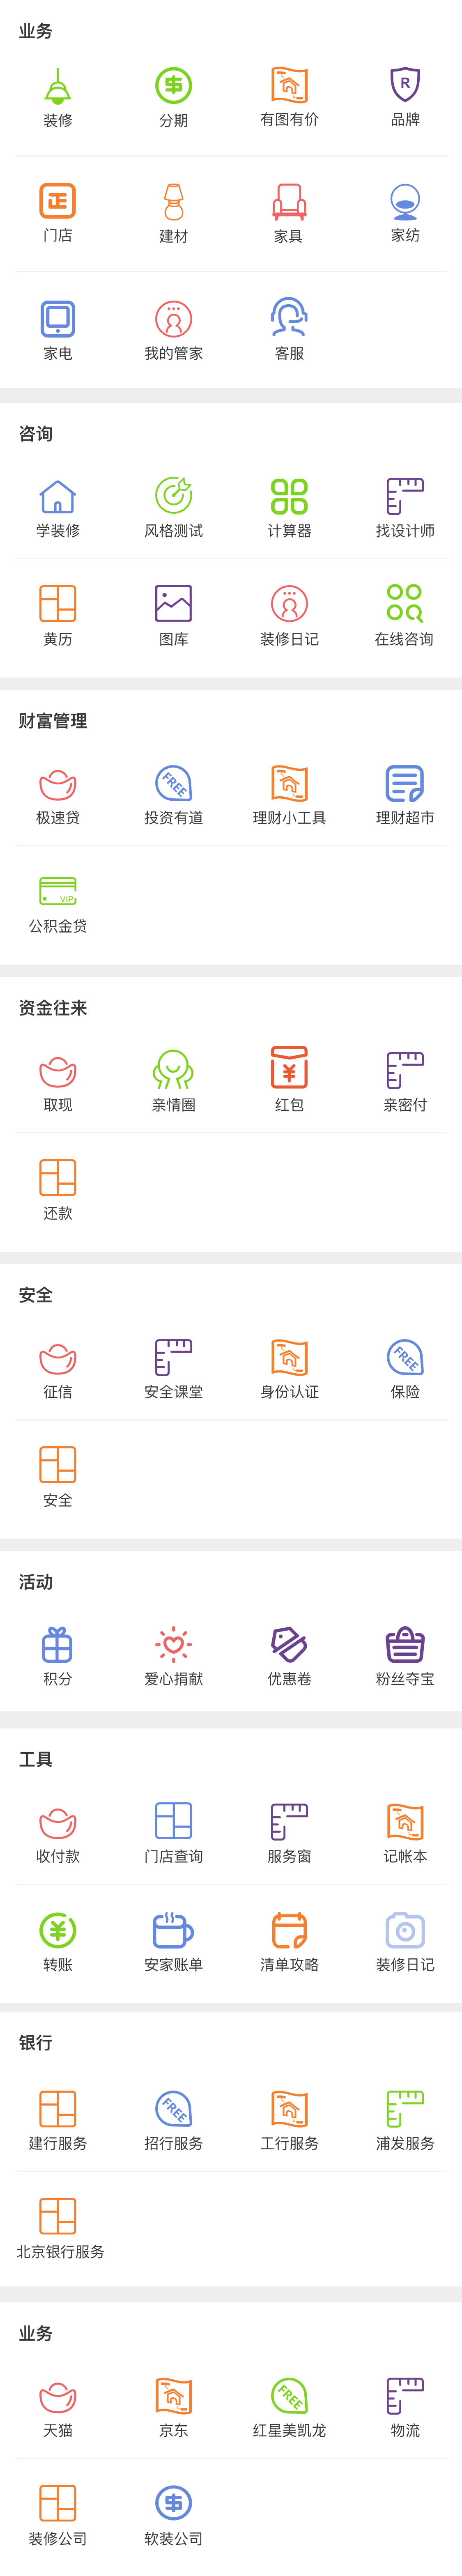 业务
装修 分期 有图有价 品牌
门店 建材 家具 家纺
家电 我的管家 客服
咨询
学装修 风格测试 计算器 找设计师
黄历 图库 装修日记 在线咨询
财富管理
FREE
极速贷 投资有道 理财小工具 理财超市
VIP
公积金贷
资金往来
取现 亲情圈 红包 亲密付
还款
安全
FREE
征信 安全课堂 身份认证 保险
安全
活动
积分 爱心捐献 优惠卷 粉丝夺宝
工具
收付款 门店查询 服务窗 记帐本
转账 安家账单 清单攻略 装修日记
银行
FREE
建行服务 招行服务 工行服务 浦发服务
北京银行服务
业务
FREE
天猫 京东 红星美凯龙 物流
装修公司 软装公司